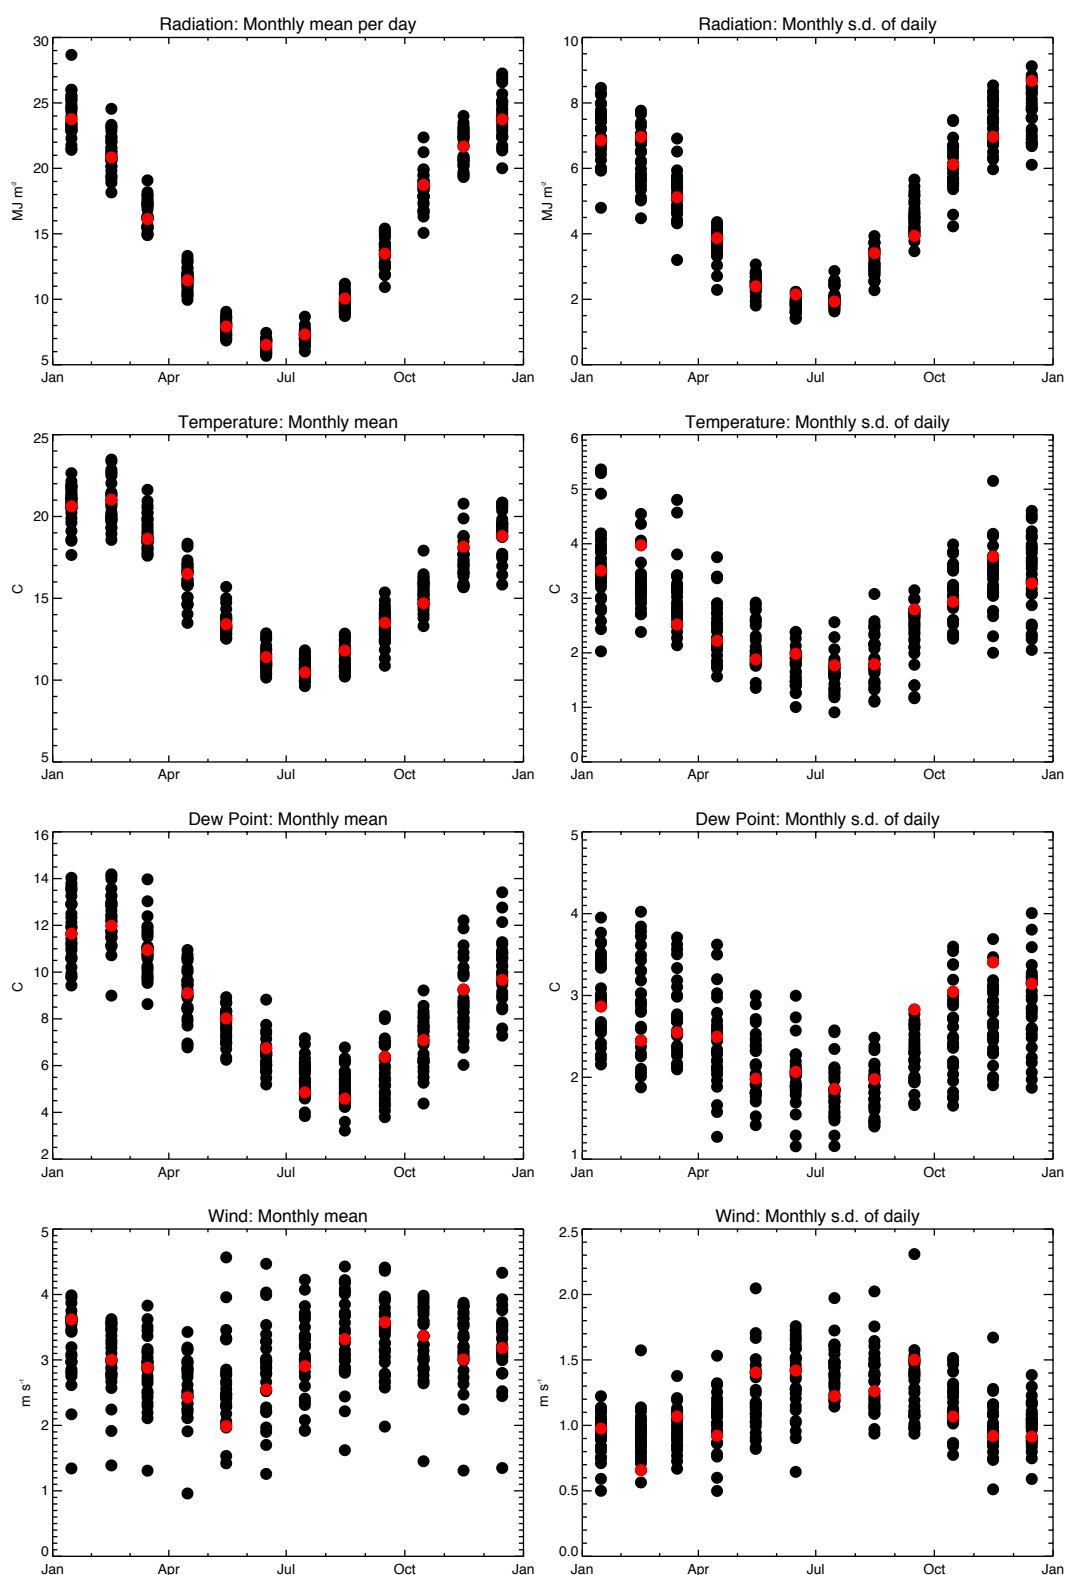 Radiation: Monthly mean per day
30
25
20
15
10
5
MJ m-2
Jan Apr Jul Oct Jan
Radiation: Monthly s.d. of daily
10
8
6
4
2
0
MJ m-2
Jan Apr Jul Oct Jan
Temperature: Monthly mean
25
20
15
10
5
C
Jan Apr Jul Oct Jan
Temperature: Monthly s.d. of daily
6
5
4
3
2
1
0
C
Jan Apr Jul Oct Jan
Dew Point: Monthly mean
16
14
12
10
8
6
4
2
C
Jan Apr Jul Oct Jan
Dew Point: Monthly s.d. of daily
5
4
3
2
1
C
Jan Apr Jul Oct Jan
Wind: Monthly mean
5
4
3
2
1
0
m s-1
Jan Apr Jul Oct Jan
Wind: Monthly s.d. of daily
2.5
2.0
1.5
1.0
0.5
0.0
m s-1
Jan Apr Jul Oct Jan